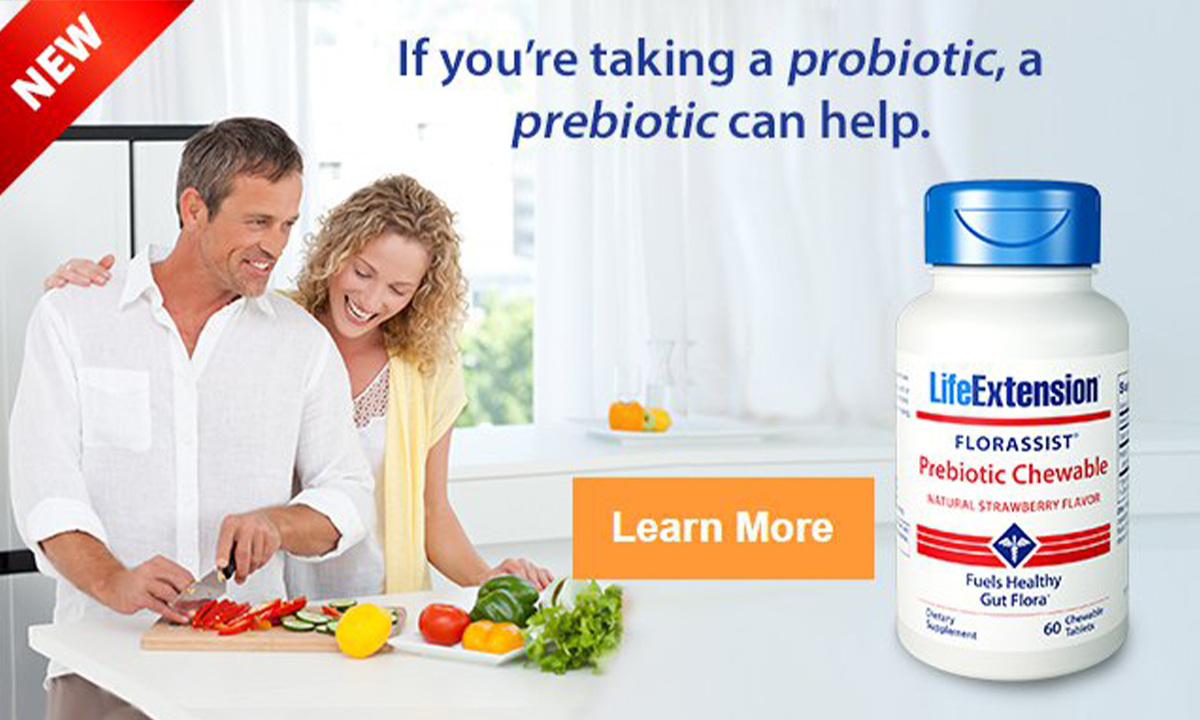 NEW
If you're taking a probiotic, a
prebiotic can help.
LifeExtension
FLORASSIST®
Prebiotic Chewable
NATURAL STRAWBERRY FLAVOR
Learn More
Fuels Healthy
Gut Flora*
Dietary
Supplement
60 Chewable
Tablets